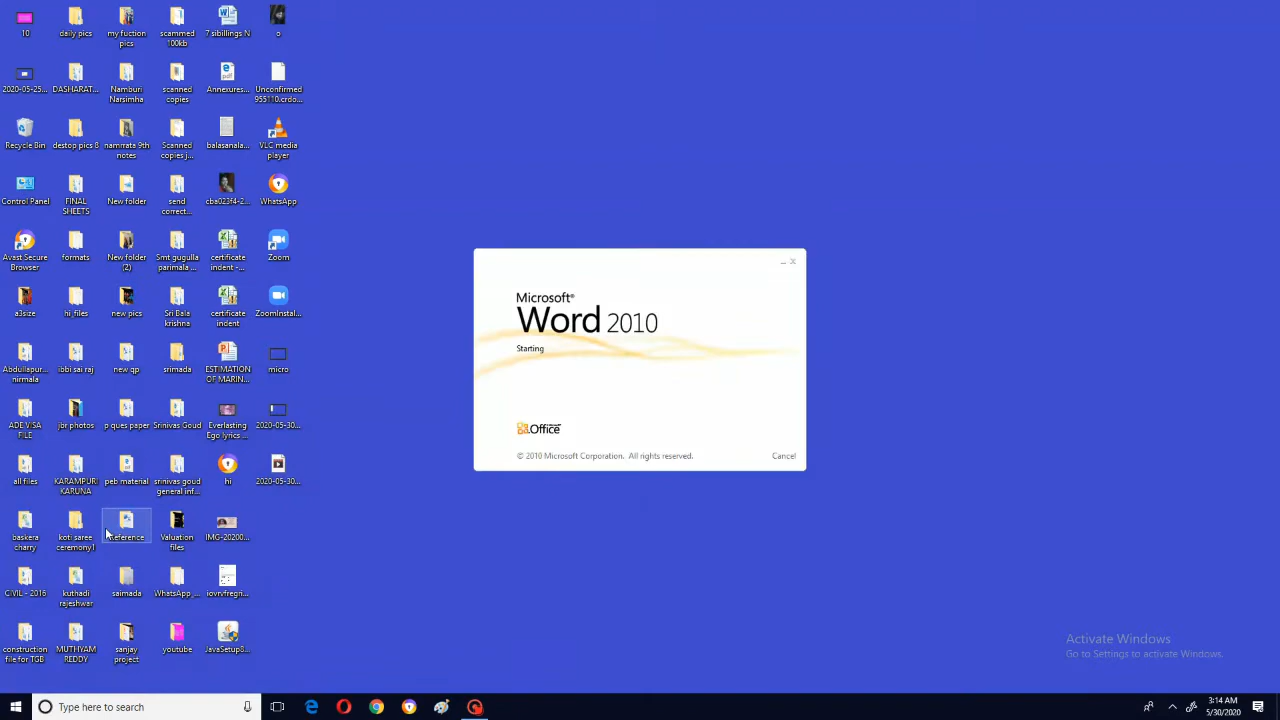 10
daily pics
my fuction
pics
scammed
100kb
7 sibillings N
o
2020-05-25...
DASHARAT...
Namburi
Narsimha
scanned
copies
Annexures...
Unconfirmed
955110.crdo...
Recycle Bin
destop pics 8
namrrata 9th
notes
Scanned
copies j...
balasanala...
VLC media
player
Control Panel
FINAL
SHEETS
New folder
send
correct...
cba023f4-2...
WhatsApp
Avast Secure
Browser
formats
New folder
(2)
Smt gugulla
parimala ...
certificate
indent -...
Zoom
a3size
hi_files
new pics
Sri Bala
krishna
certificate
indent
ZoomInstal...
Abdullapur...
nirmala
ibbi sai raj
new qp
srimada
ESTIMATION
OF MARIN...
micro
ADE VISA
FILE
jbr photos
p ques paper
Srinivas Goud
Everlasting
Ego lyrics ...
2020-05-30...
all files
KARAMPURI
KARUNA
peb material
srinivas goud
general inf...
hi
2020-05-30...
baskera
charry
koti saree
ceremony1
Reference
Valuation
files
IMG-20200...
CIVIL - 2016
kuthadi
rajeshwar
saimada
WhatsApp_...
iovrvfregri...
construction
file for TGB
MUTHYAM
REDDY
sanjay
project
youtube
JavaSetup8...
Microsoft®
Word 2010
Starting
Office
© 2010 Microsoft Corporation. All rights reserved.
Cancel
Activate Windows
Go to Settings to activate Windows.
Type here to search
3:14 AM
5/30/2020